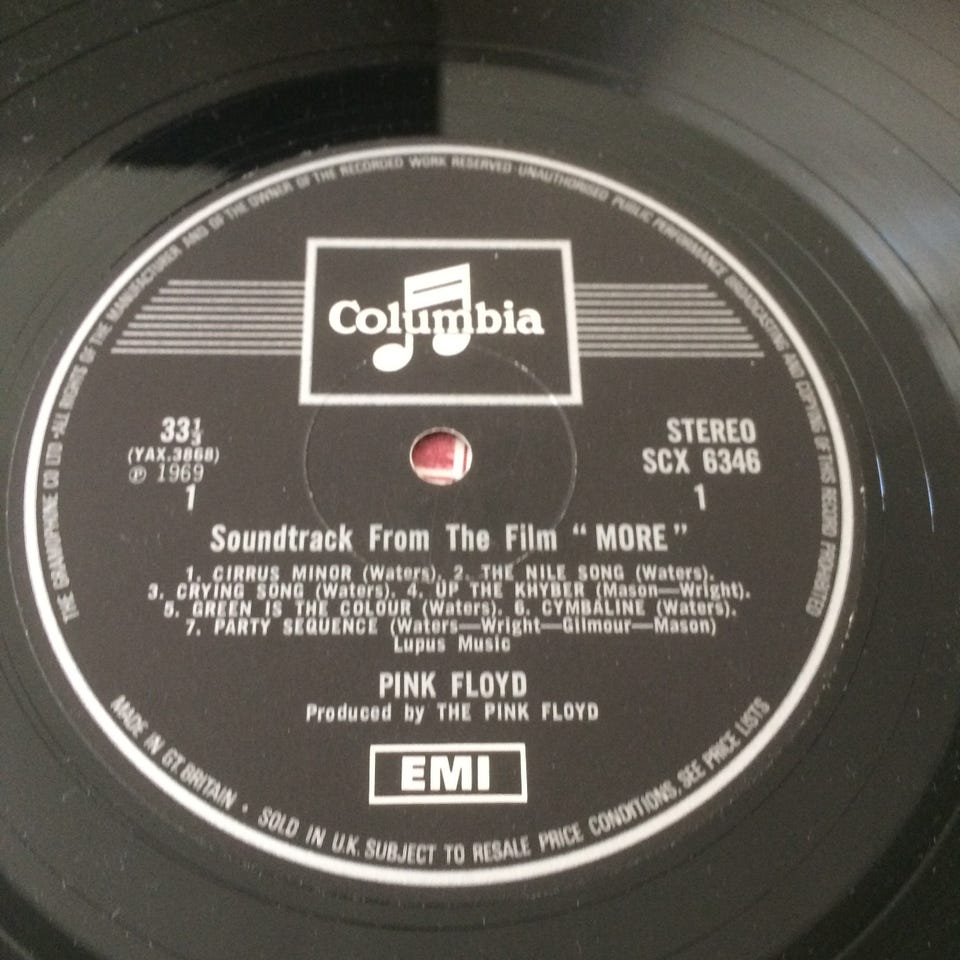 THE GRAMOPHONE CO LTD · ALL RIGHTS OF THE MANUFACTURER AND OF THE OWNER OF THE RECORDED WORK RESERVED · UNAUTHORISED PUBLIC PERFORMANCE BROADCASTING AND COPYING OF THIS RECORD PROHIBITED
Columbia
33⅓
(YAX.3868)
℗ 1969
1
STEREO
SCX 6346
1
Soundtrack From The Film “ MORE ”
1. CIRRUS MINOR (Waters). 2. THE NILE SONG (Waters).
3. CRYING SONG (Waters). 4. UP THE KHYBER (Mason—Wright).
5. GREEN IS THE COLOUR (Waters). 6. CYMBALINE (Waters).
7. PARTY SEQUENCE (Waters—Wright—Gilmour—Mason)
Lupus Music
PINK FLOYD
Produced by THE PINK FLOYD
EMI
MADE IN GT. BRITAIN · SOLD IN U.K. SUBJECT TO RESALE PRICE CONDITIONS, SEE PRICE LISTS